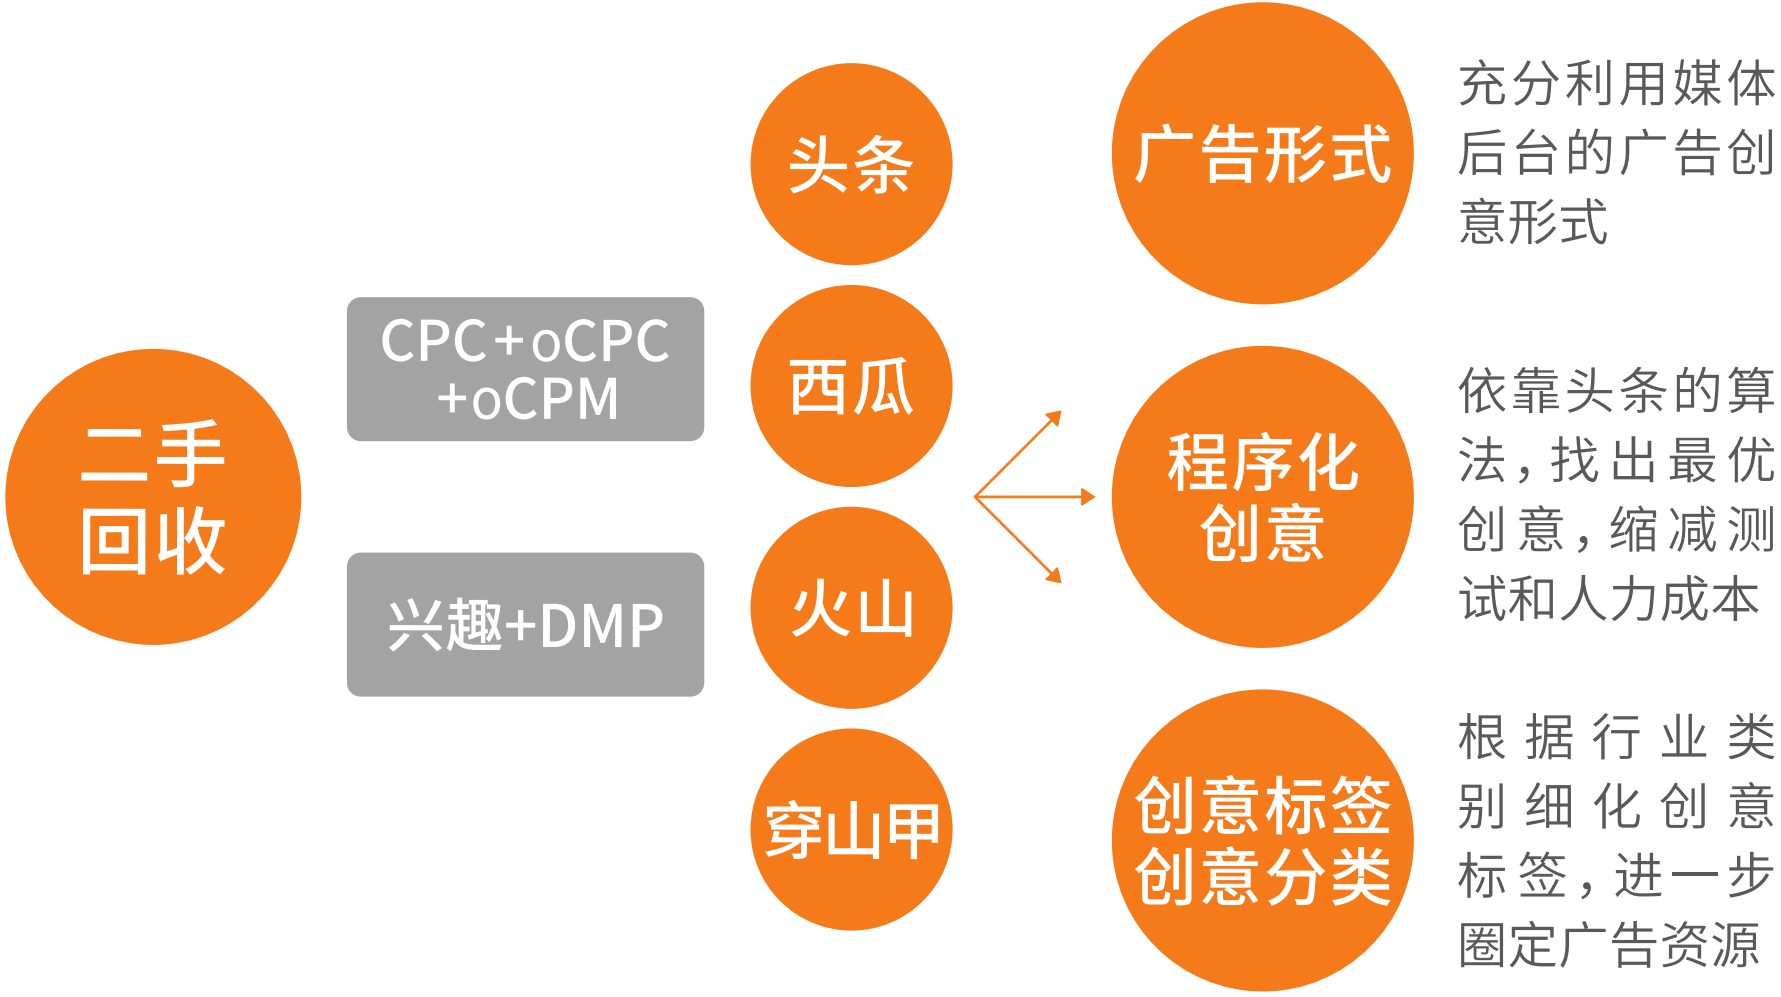 二手
回收
CPC+oCPC
+oCPM
兴趣+DMP
头条
西瓜
火山
穿山甲
广告形式
充分利用媒体
后台的广告创
意形式
程序化
创意
依靠头条的算
法，找出最优
创意，缩减测
试和人力成本
创意标签
创意分类
根据行业类
别细化创意
标签，进一步
圈定广告资源